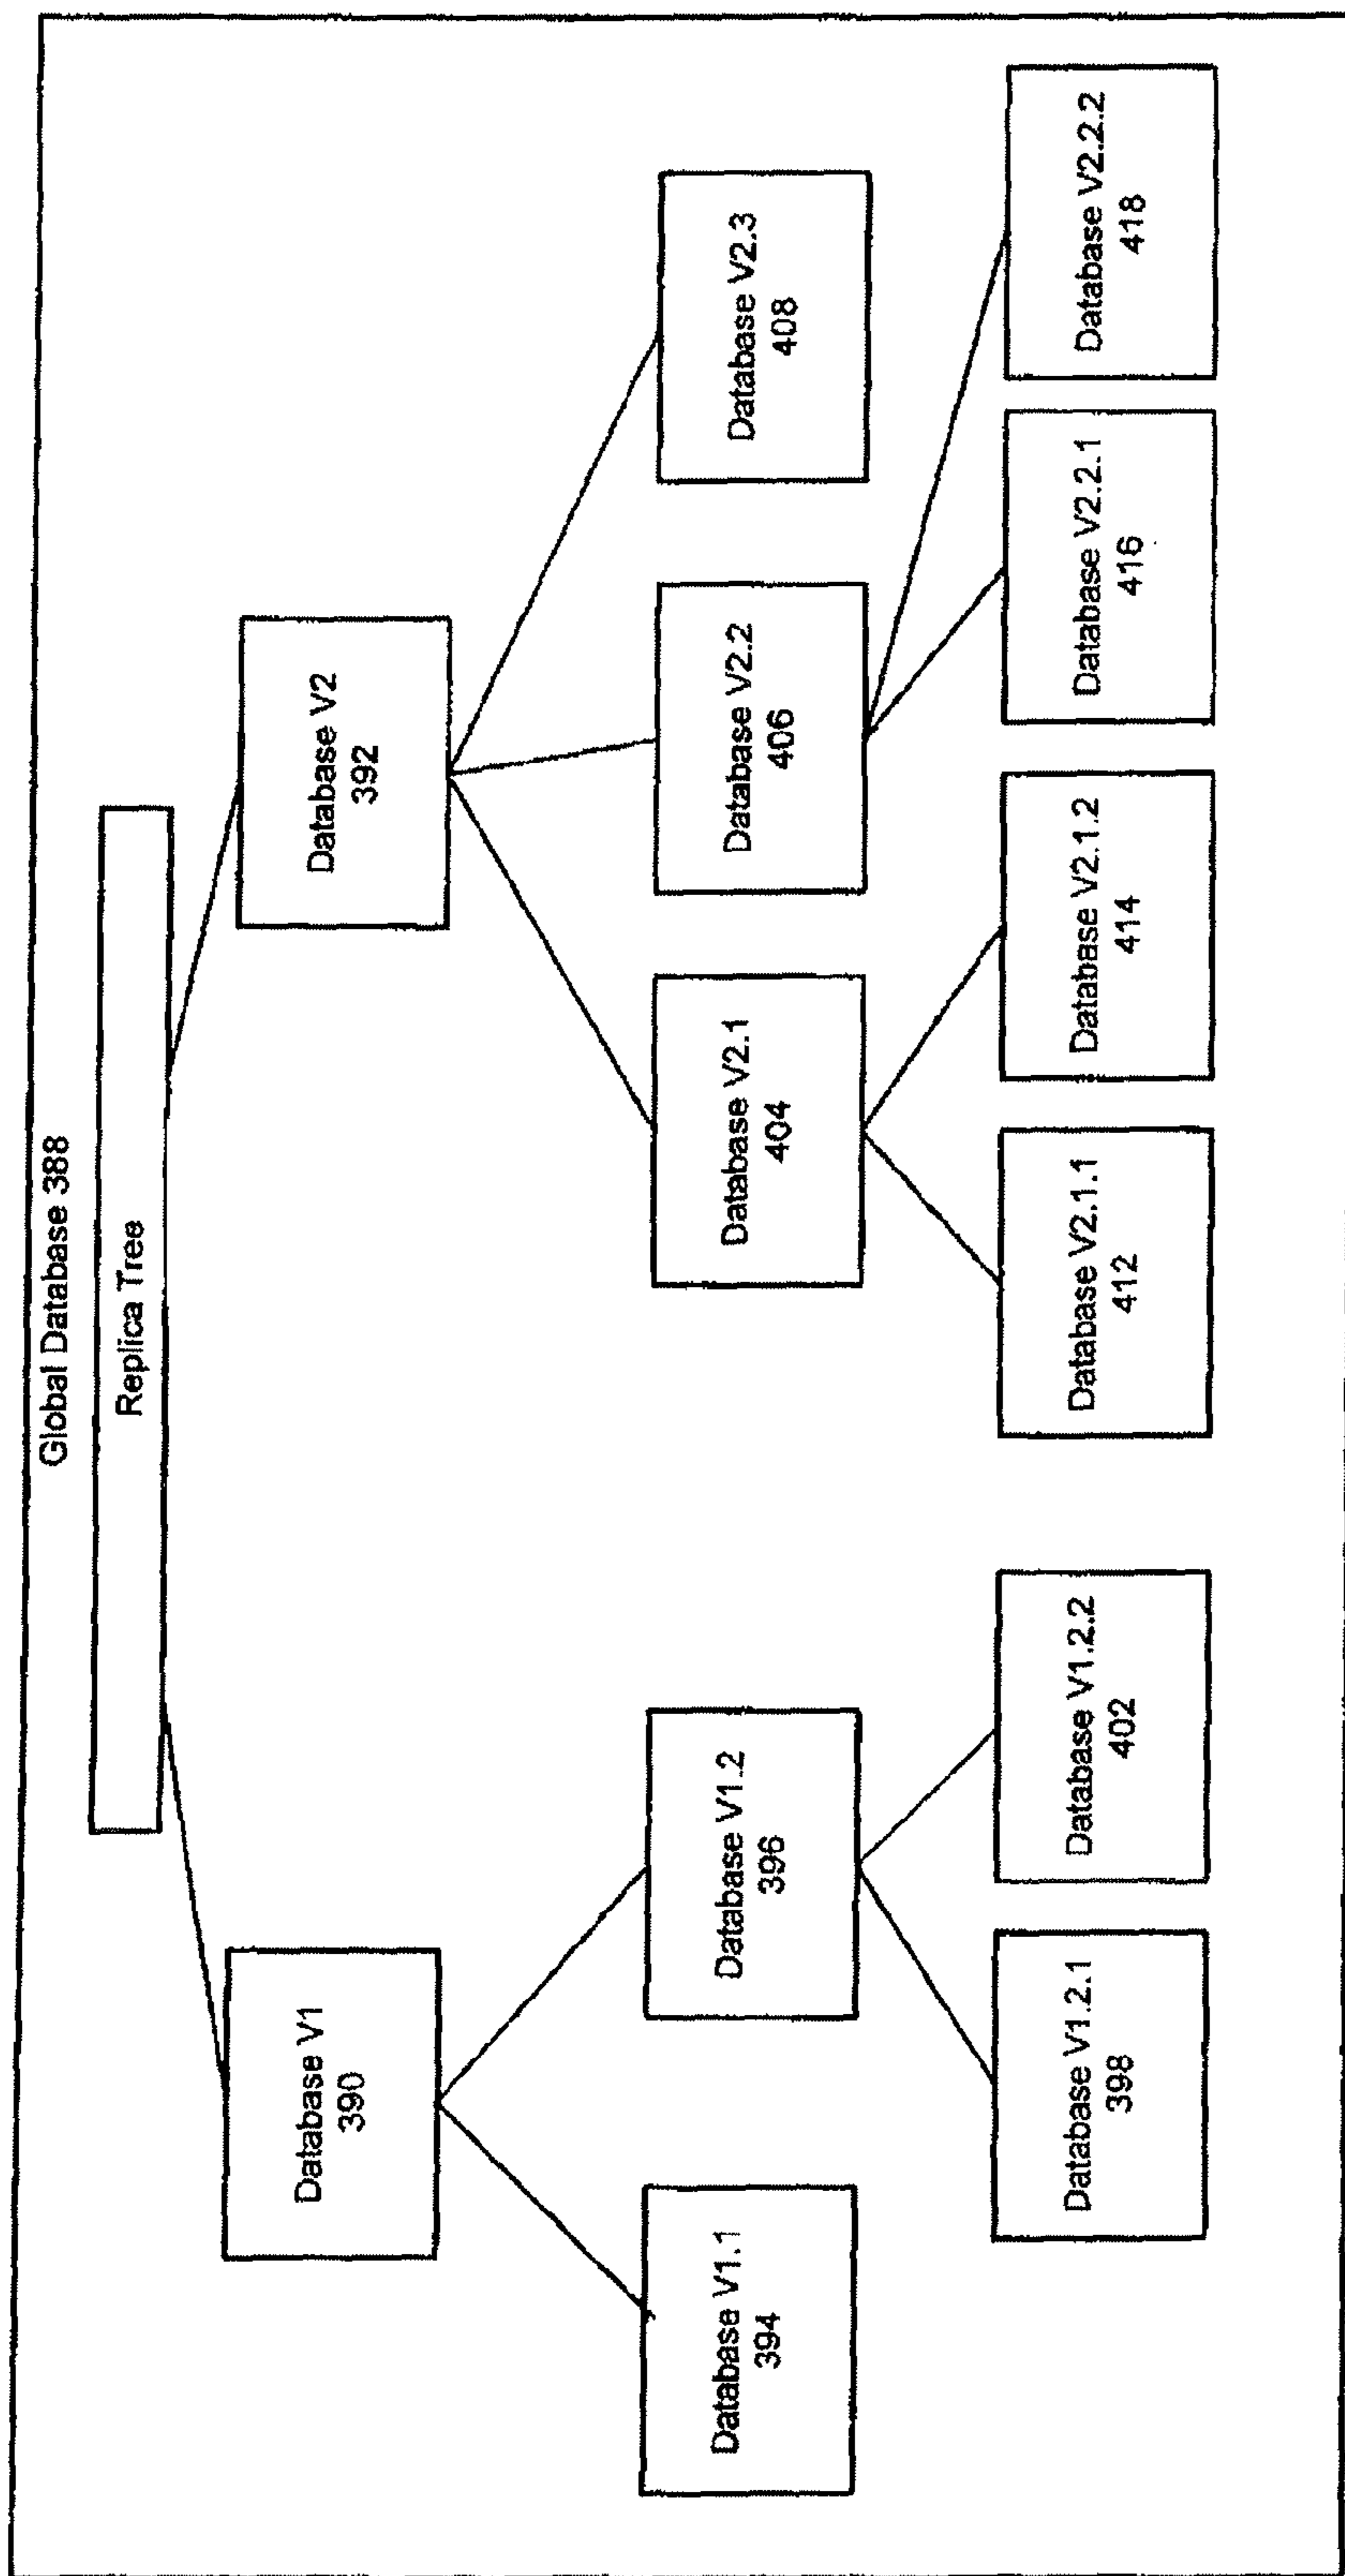 Global Database 388
Replica Tree
Database V1
390
Database V2
392
Database V1.1
394
Database V1.2
396
Database V2.1
404
Database V2.2
406
Database V2.3
408
Database V1.2.1
398
Database V1.2.2
402
Database V2.1.1
412
Database V2.1.2
414
Database V2.2.1
416
Database V2.2.2
418